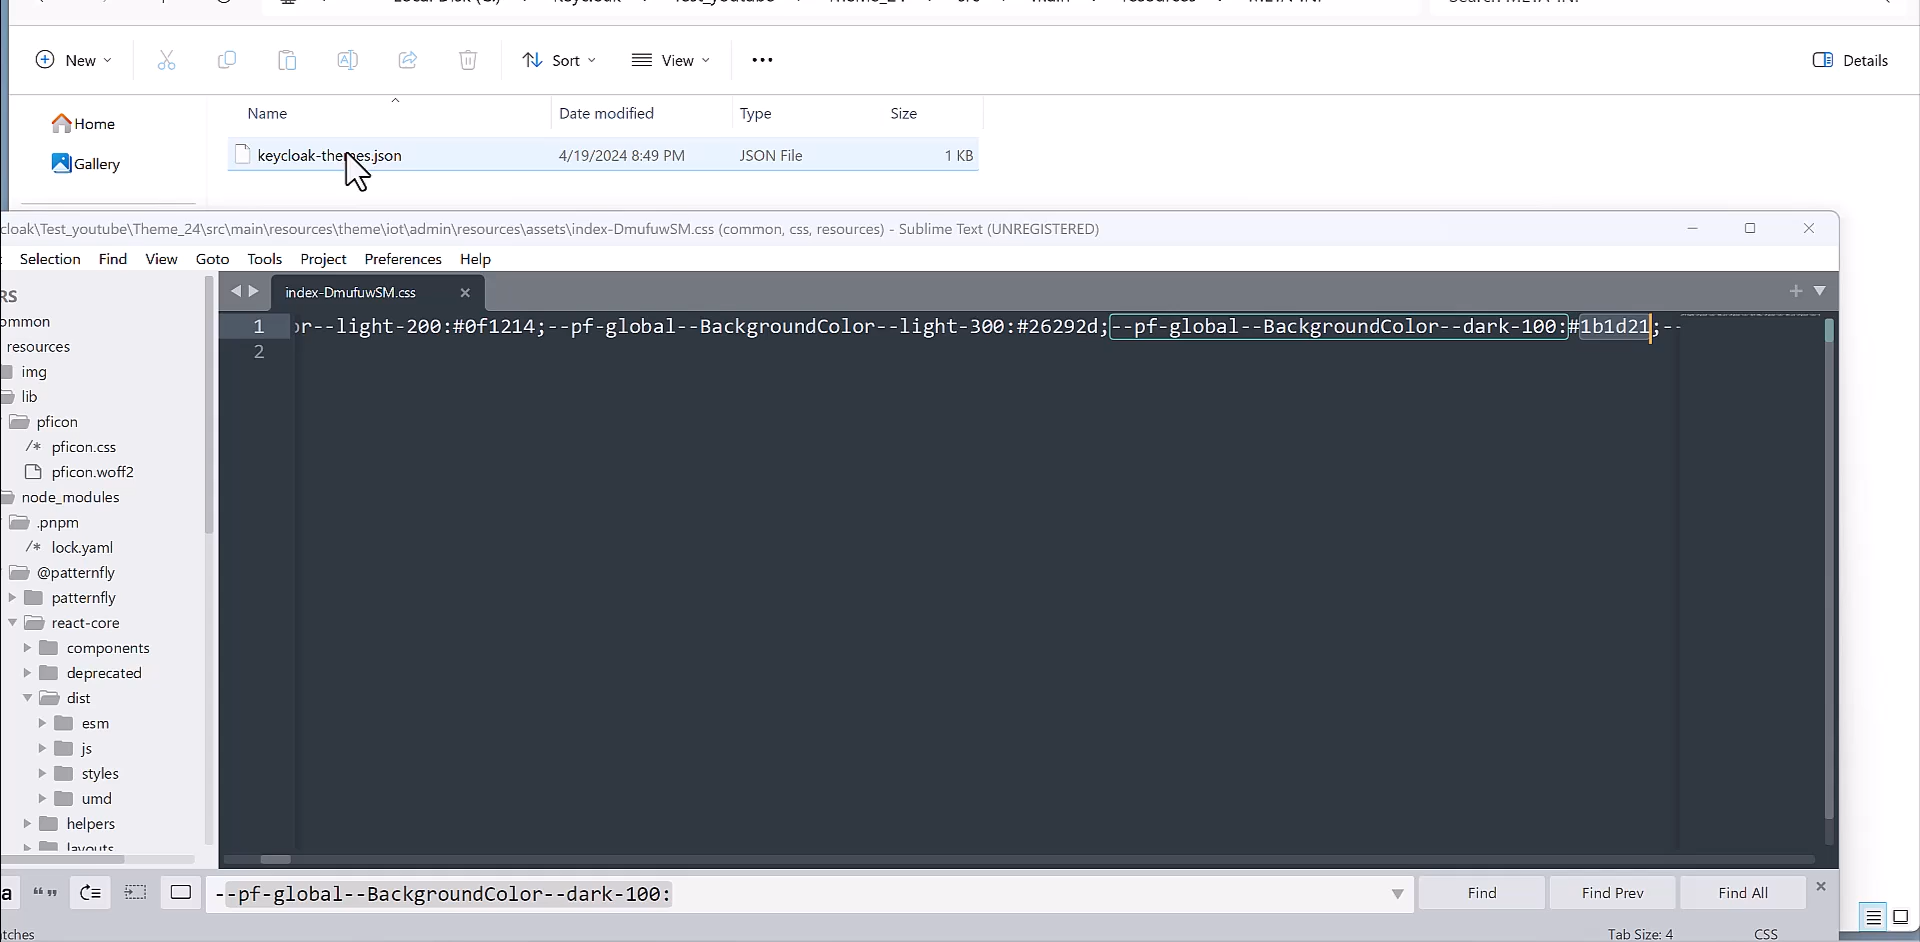 New
Sort
View
Details
Name
Date modified
Type
Size
Home
keycloak-themes.json
4/19/2024 8:49 PM
JSON File
1 KB
Gallery
cloak\Test_youtube\Theme_24\src\main\resources\theme\iot\admin\resources\assets\index-DmufuwSM.css (common, css, resources) - Sublime Text (UNREGISTERED)
Selection
Find
View
Goto
Tools
Project
Preferences
Help
RS
index-DmufuwSM.css
ommon
1
or--light-200:#0f1214;--pf-global--BackgroundColor--light-300:#26292d;--pf-global--BackgroundColor--dark-100:#1b1d21;--
resources
2
img
lib
pficon
/* pficon.css
pficon.woff2
node_modules
.pnpm
/* lock.yaml
@patternfly
patternfly
react-core
components
deprecated
dist
esm
js
styles
umd
helpers
layouts
a
“”
--pf-global--BackgroundColor--dark-100:
Find
Find Prev
Find All
tches
Tab Size: 4
CSS